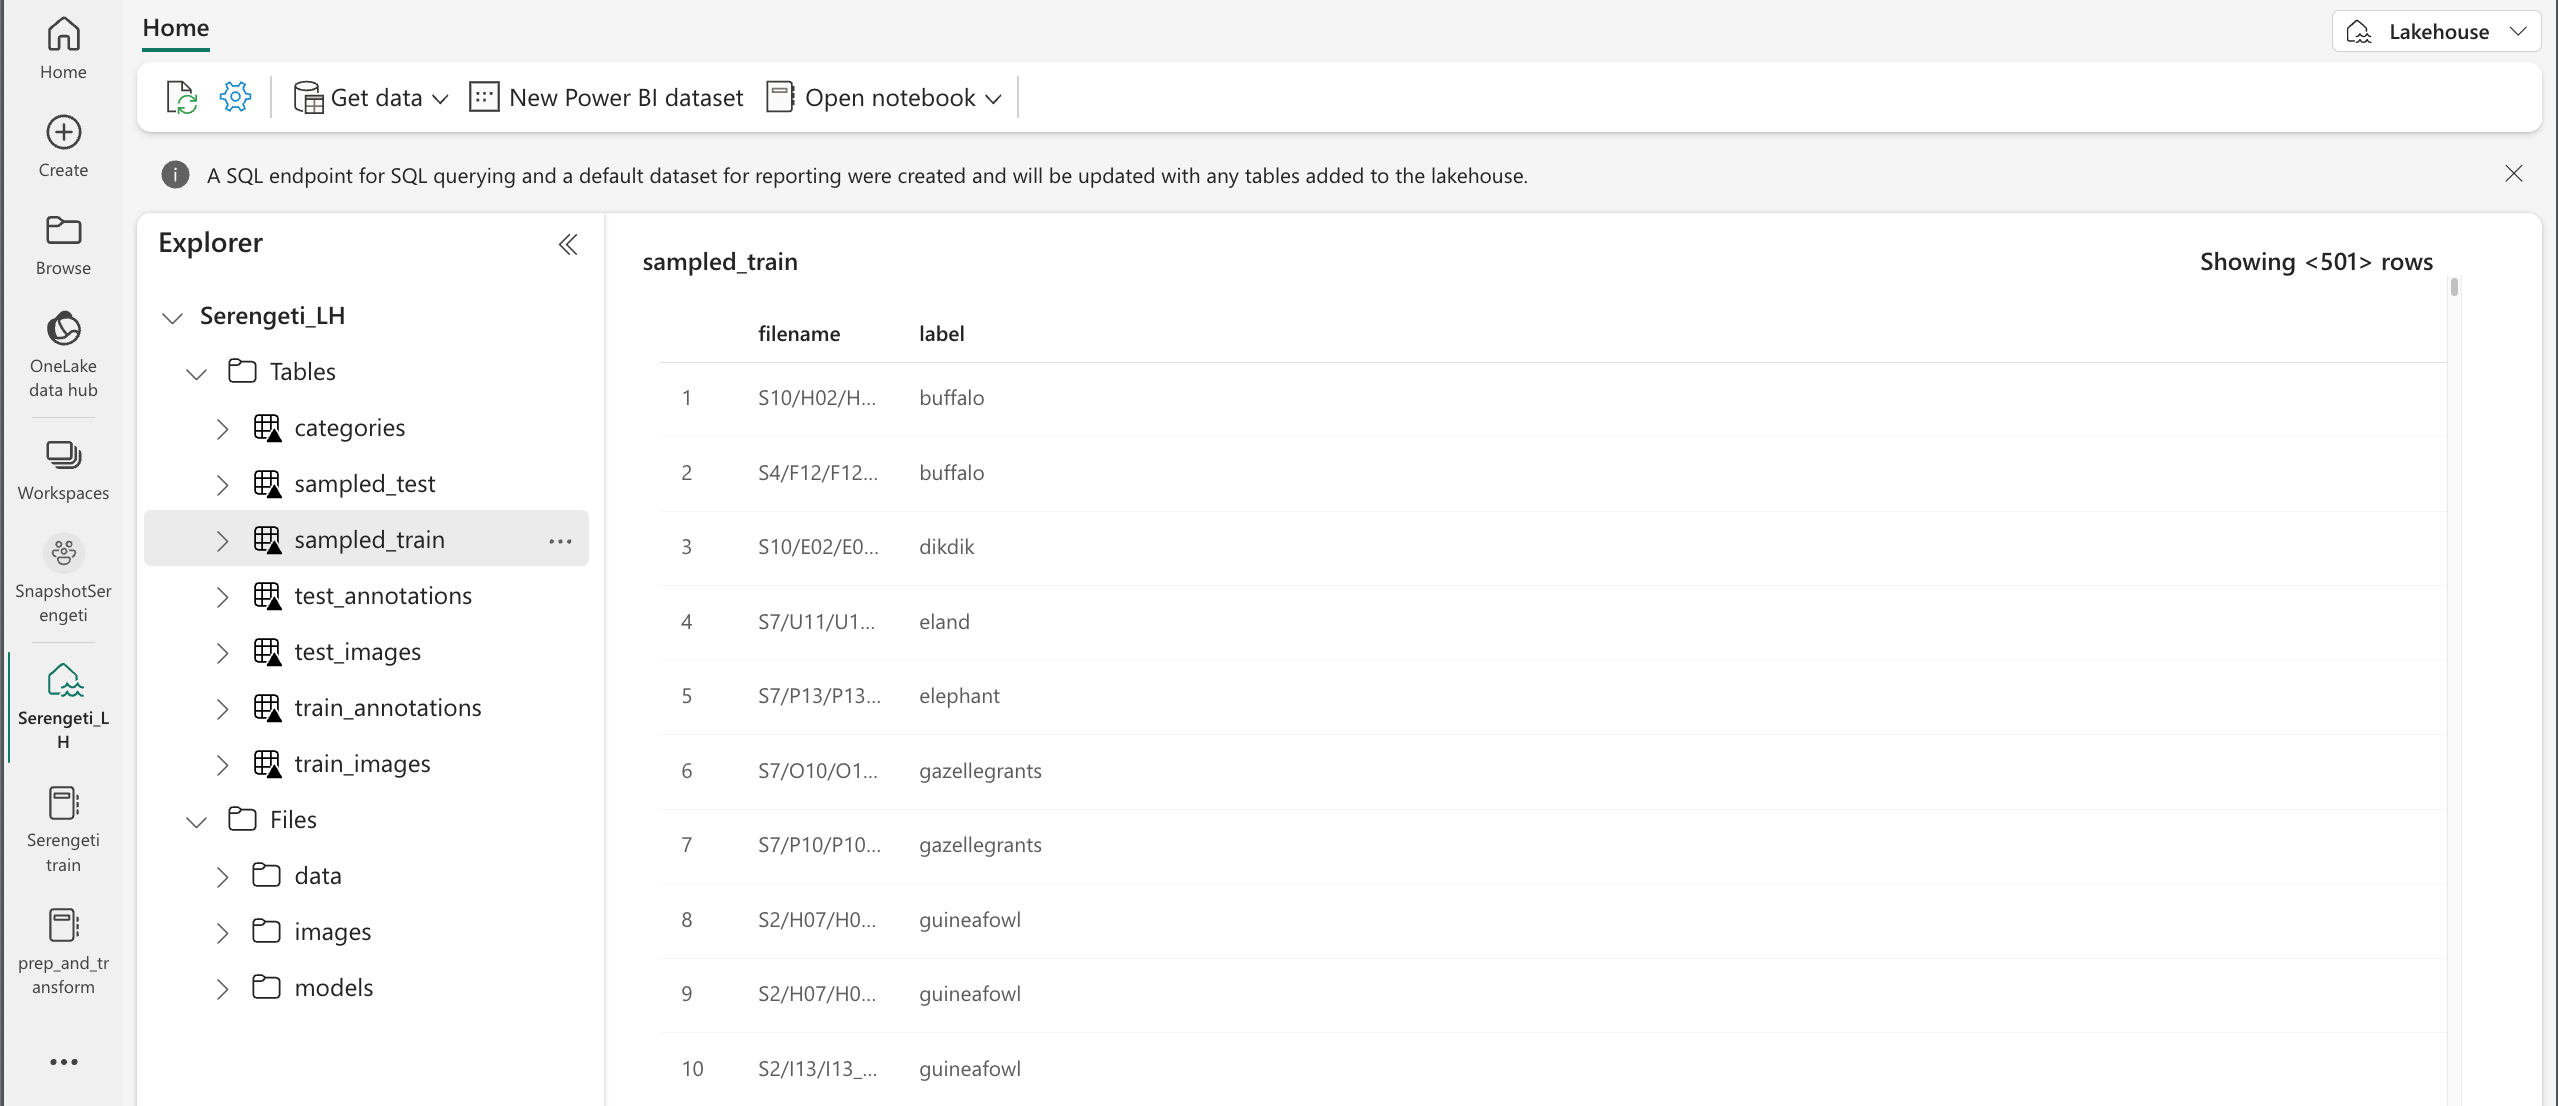 Home
Create
Browse
OneLake
data hub
Workspaces
SnapshotSer
engeti
Serengeti_L
H
Serengeti
train
prep_and_tr
ansform
Home
Lakehouse
Get data
New Power BI dataset
Open notebook
A SQL endpoint for SQL querying and a default dataset for reporting were created and will be updated with any tables added to the lakehouse.
Explorer
Serengeti_LH
Tables
categories
sampled_test
sampled_train
test_annotations
test_images
train_annotations
train_images
Files
data
images
models
sampled_train
Showing <501> rows
filename label
1 S10/H02/H... buffalo
2 S4/F12/F12... buffalo
3 S10/E02/E0... dikdik
4 S7/U11/U1... eland
5 S7/P13/P13... elephant
6 S7/O10/O1... gazellegrants
7 S7/P10/P10... gazellegrants
8 S2/H07/H0... guineafowl
9 S2/H07/H0... guineafowl
10 S2/I13/I13_... guineafowl